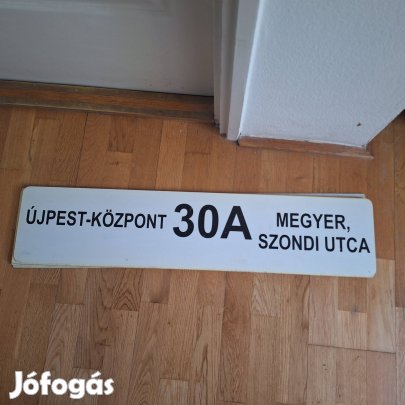 ÚJPEST-KÖZPONT 30A MEGYER,
SZONDI UTCA
Jófogás